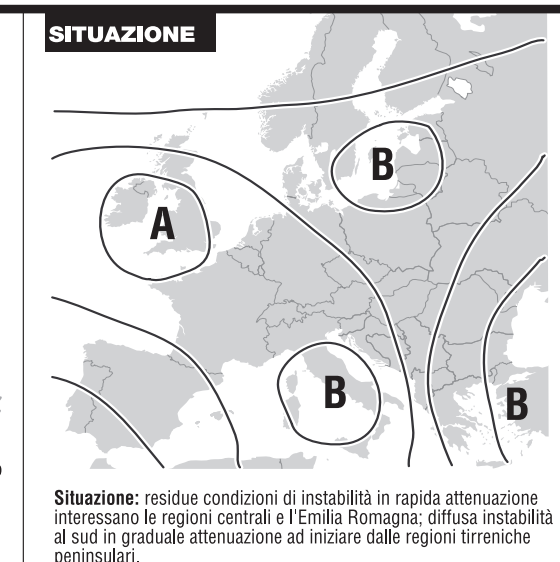 SITUAZIONE
B
A
B
B
Situazione: residue condizioni di instabilità in rapida attenuazione
interessano le regioni centrali e l'Emilia Romagna; diffusa instabilità
al sud in graduale attenuazione ad iniziare dalle regioni tirreniche
peninsulari.